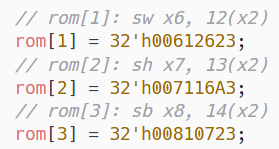 // rom[1]: sw x6, 12(x2)
rom[1] = 32'h00612623;
// rom[2]: sh x7, 13(x2)
rom[2] = 32'h007116A3;
// rom[3]: sb x8, 14(x2)
rom[3] = 32'h00810723;